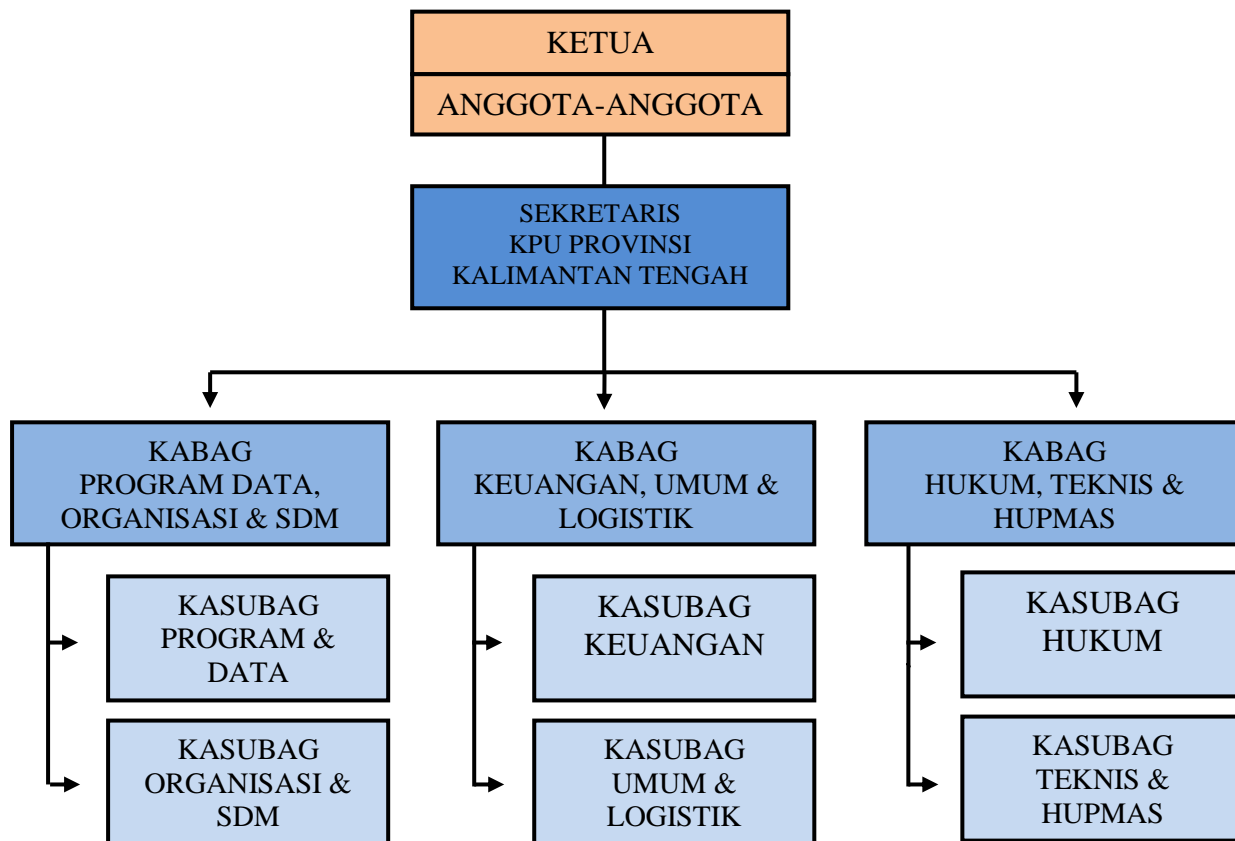 KETUA
ANGGOTA-ANGGOTA
SEKRETARIS
KPU PROVINSI
KALIMANTAN TENGAH
KABAG
PROGRAM DATA,
ORGANISASI & SDM
KABAG
KEUANGAN, UMUM &
LOGISTIK
KABAG
HUKUM, TEKNIS &
HUPMAS
KASUBAG
PROGRAM &
DATA
KASUBAG
KEUANGAN
KASUBAG
HUKUM
KASUBAG
ORGANISASI &
SDM
KASUBAG
UMUM &
LOGISTIK
KASUBAG
TEKNIS &
HUPMAS